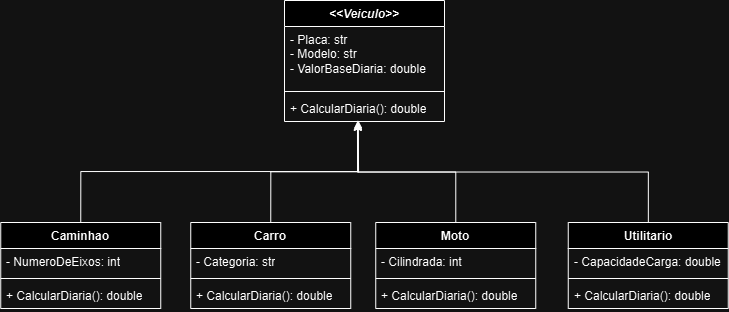 <<Veiculo>>
- Placa: str
- Modelo: str
- ValorBaseDiaria: double
+ CalcularDiaria(): double
Caminhao
- NumeroDeEixos: int
+ CalcularDiaria(): double
Carro
- Categoria: str
+ CalcularDiaria(): double
Moto
- Cilindrada: int
+ CalcularDiaria(): double
Utilitario
- CapacidadeCarga: double
+ CalcularDiaria(): double